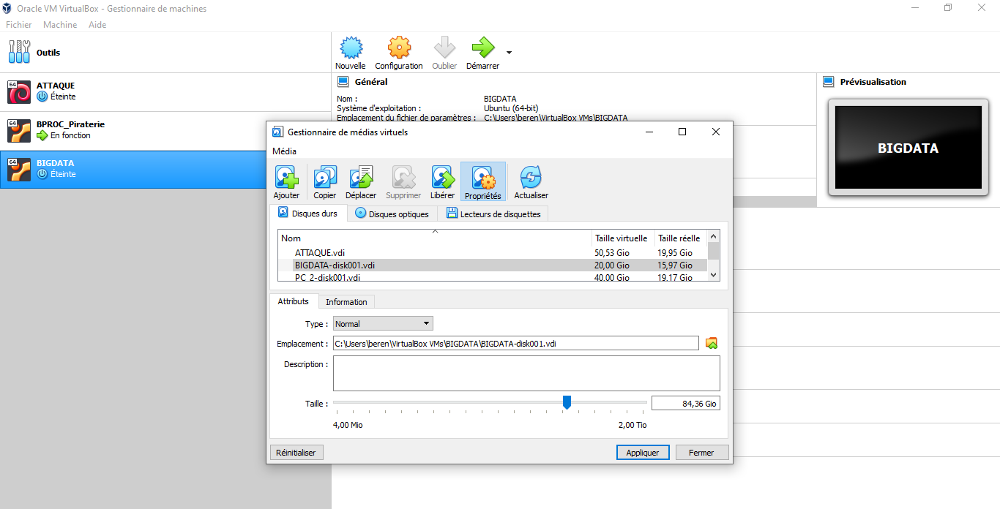 Oracle VM VirtualBox - Gestionnaire de machines
Fichier Machine Aide
Outils
Nouvelle Configuration Oublier Démarrer
64 ATTAQUE
Éteinte
64 BPROC_Piraterie
En fonction
64 BIGDATA
Éteinte
Général
Nom : BIGDATA
Système d'exploitation : Ubuntu (64-bit)
Emplacement du fichier de paramètres : C:\Users\beren\VirtualBox VMs\BIGDATA
Prévisualisation
BIGDATA
Gestionnaire de médias virtuels
Média
Ajouter Copier Déplacer Supprimer Libérer Propriétés Actualiser
Disques durs Disques optiques Lecteurs de disquettes
Nom Taille virtuelle Taille réelle
ATTAQUE.vdi 50,53 Gio 19,95 Gio
BIGDATA-disk001.vdi 20,00 Gio 15,97 Gio
PC_2-disk001.vdi 40,00 Gio 19,17 Gio
Attributs Information
Type : Normal
Emplacement : C:\Users\beren\VirtualBox VMs\BIGDATA\BIGDATA-disk001.vdi
Description :
Taille : 84,36 Gio
4,00 Mio 2,00 Tio
Réinitialiser Appliquer Fermer